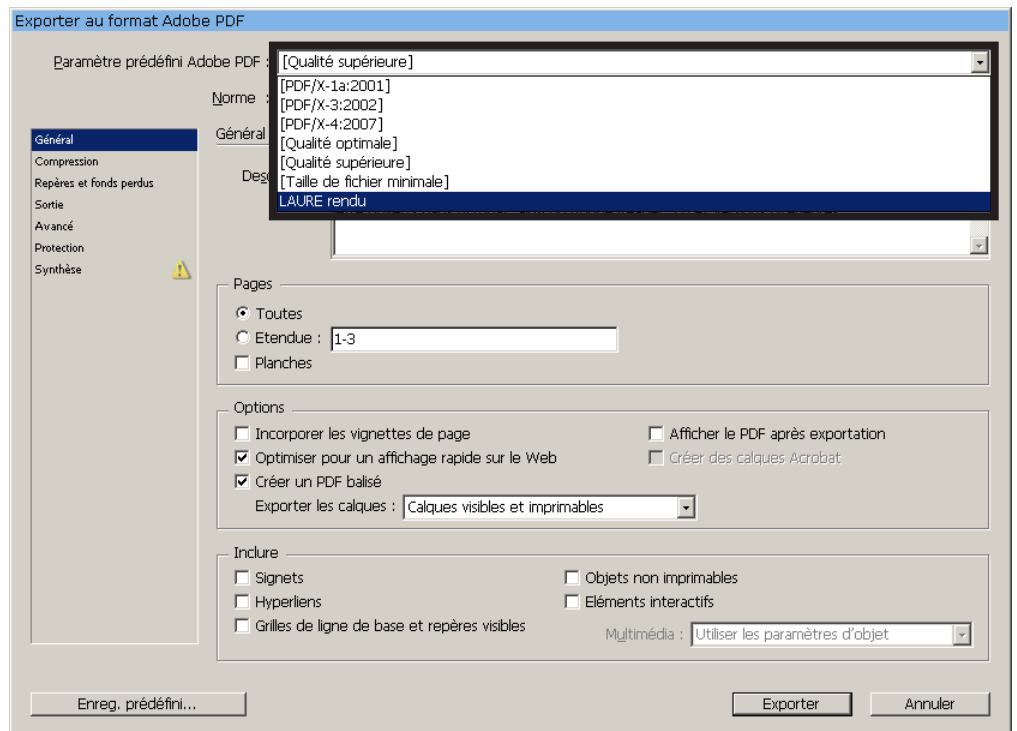 Exporter au format Adobe PDF
Paramètre prédéfini Adobe PDF : [Qualité supérieure]
[PDF/X-1a:2001]
Norme :
[PDF/X-3:2002]
[PDF/X-4:2007]
Général
[Qualité optimale]
[Qualité supérieure]
[Taille de fichier minimale]
LAURE rendu
Général
Compression
Repères et fonds perdus
Sortie
Avancé
Protection
Synthèse
Pages
Toutes
Etendue : 1-3
Planches
Options
Incorporer les vignettes de page
Afficher le PDF après exportation
Optimiser pour un affichage rapide sur le Web
Créer des calques Acrobat
Créer un PDF balisé
Exporter les calques : Calques visibles et imprimables
Inclure
Signets
Objets non imprimables
Hyperliens
Eléments interactifs
Grilles de ligne de base et repères visibles
Multimédia : Utiliser les paramètres d'objet
Enreg. prédéfini...
Exporter
Annuler